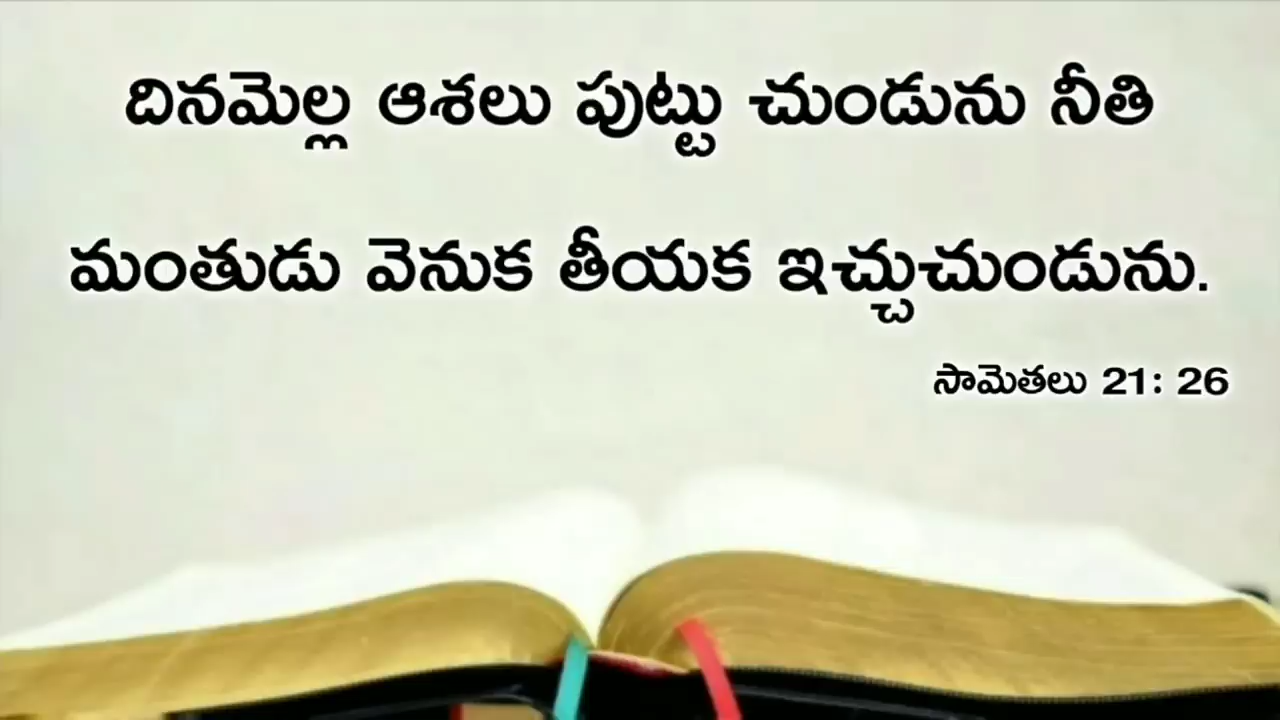 దినమెల్ల ఆశలు పుట్టు చుండును నీతి
మంతుడు వెనుక తీయక ఇచ్చుచుండును.
సామెతలు 21: 26